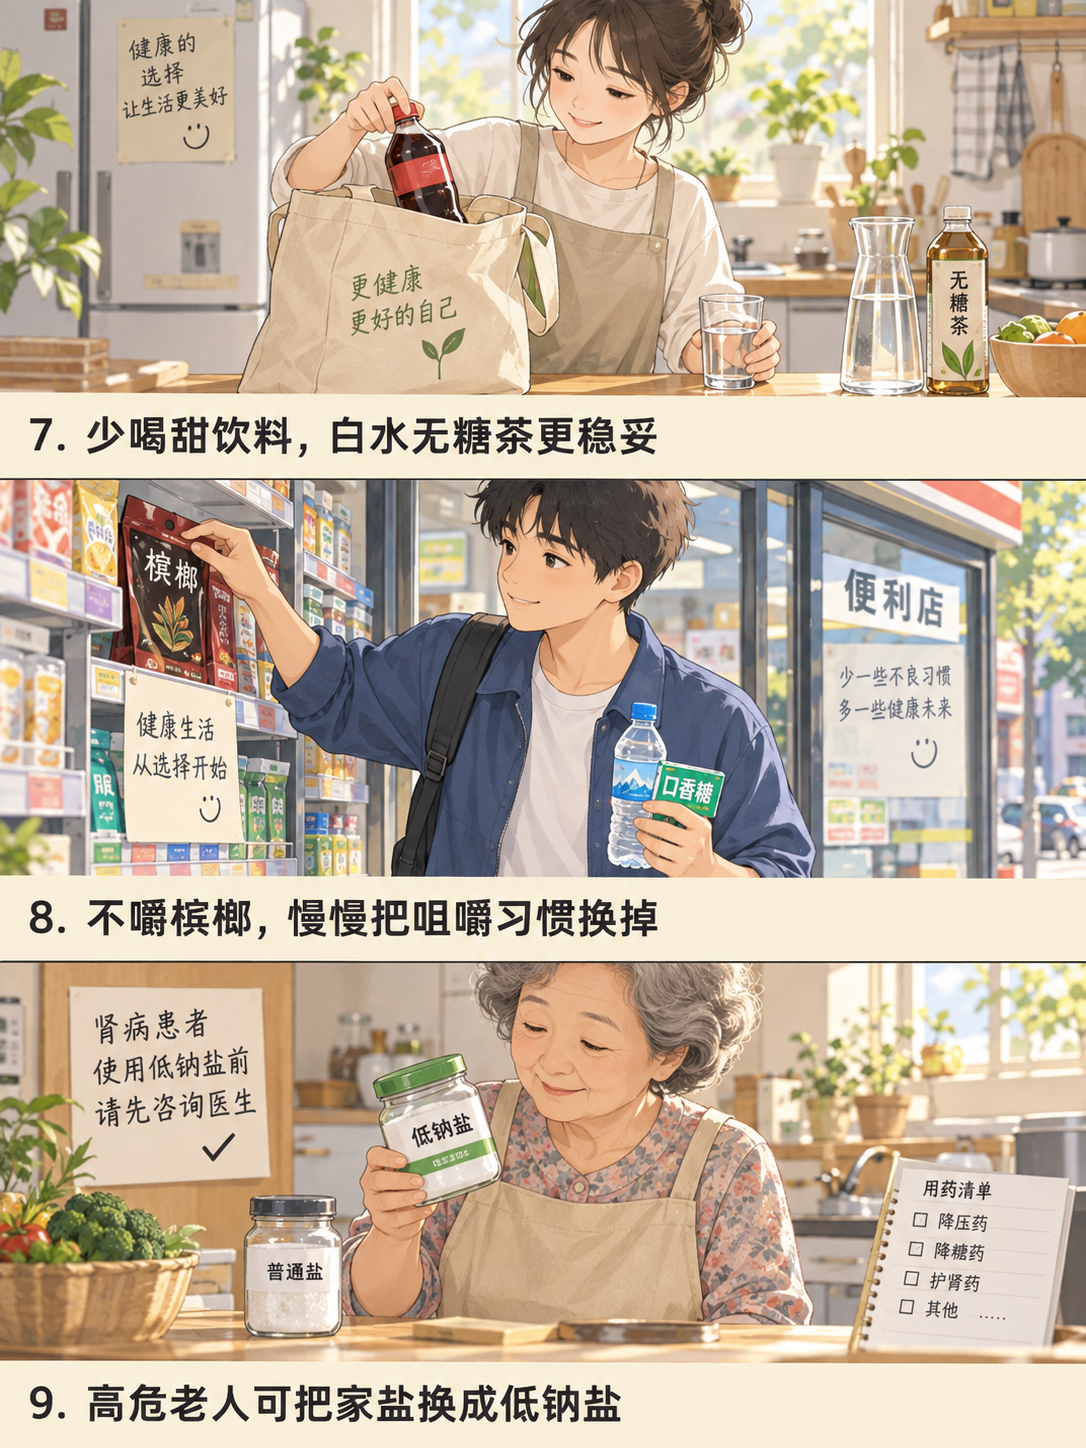 健康的
选择
让生活更美好
更健康
更好的自己
无
糖
茶
7. 少喝甜饮料，白水无糖茶更稳妥
槟榔
便利店
少一些不良习惯
多一些健康未来
健康生活
从选择开始
口香糖
8. 不嚼槟榔，慢慢把咀嚼习惯换掉
肾病患者
使用低钠盐前
请先咨询医生
低钠盐
普通盐
用药清单
降压药
降糖药
护肾药
其他 .....
9. 高危老人可把家盐换成低钠盐